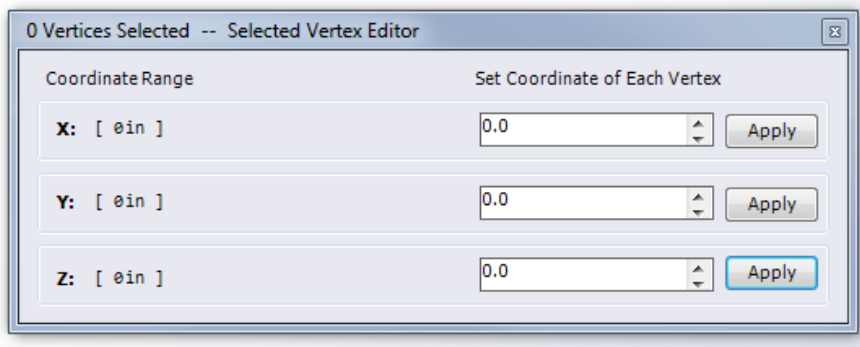 0 Vertices Selected -- Selected Vertex Editor
Coordinate Range Set Coordinate of Each Vertex
X: [ 0in ] 0.0 Apply
Y: [ 0in ] 0.0 Apply
Z: [ 0in ] 0.0 Apply